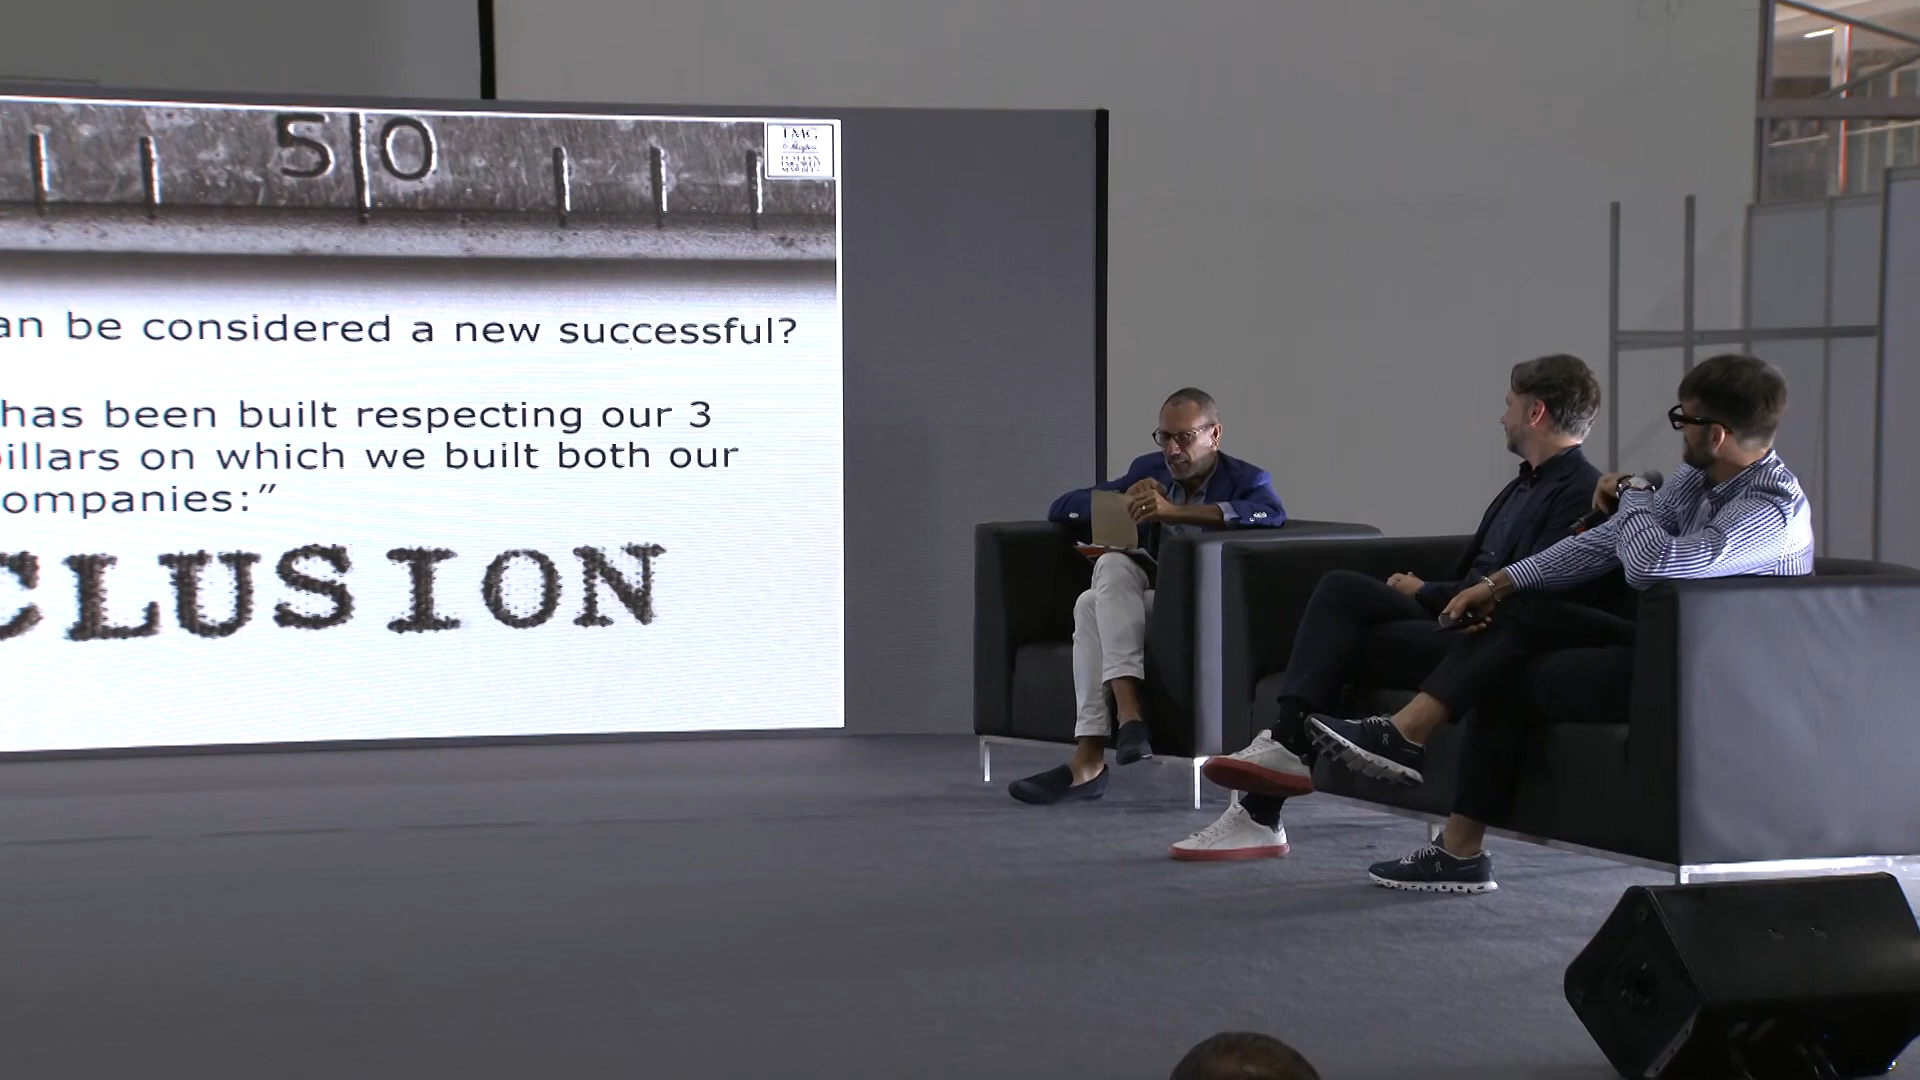 50
TMG
an be considered a new successful?
has been built respecting our 3
pillars on which we built both our
ompanies:”
CLUSION